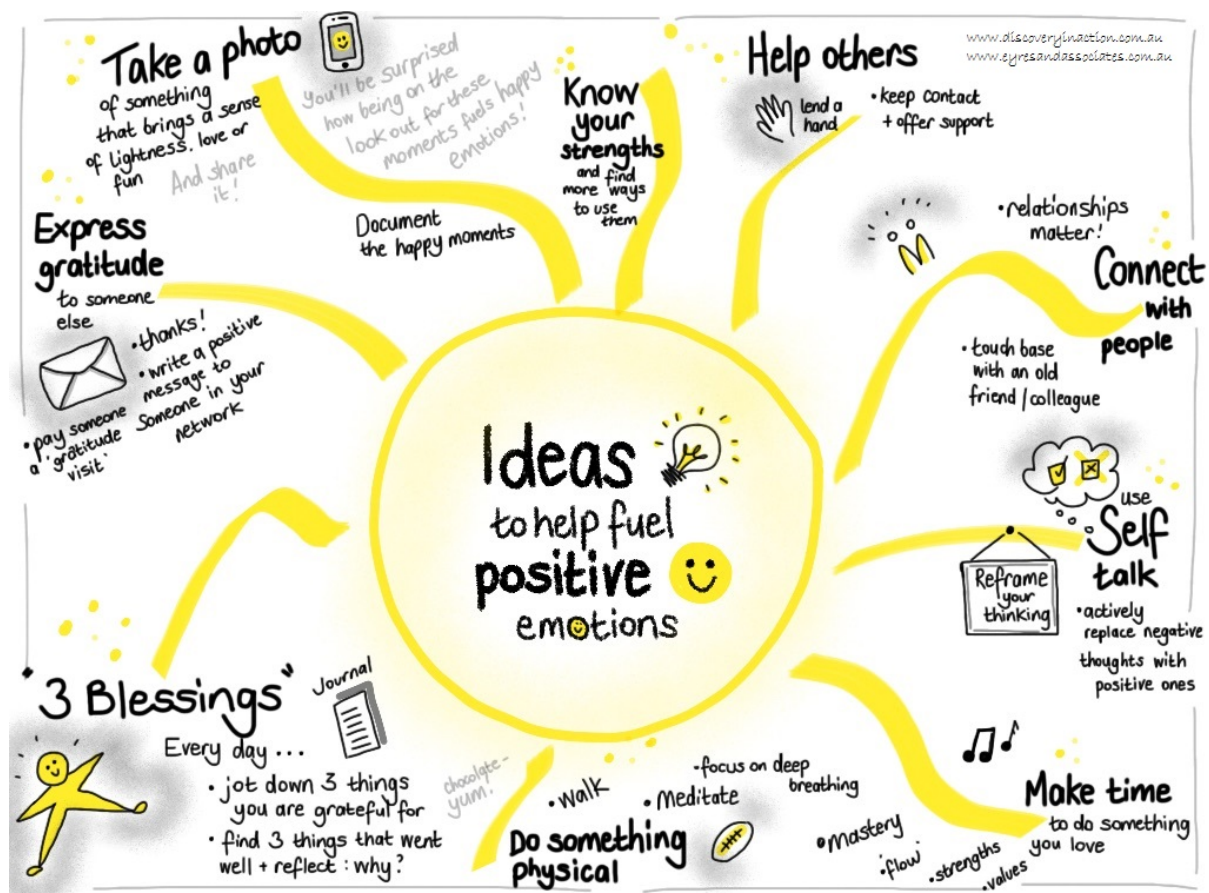 Take a photo
of something
that brings a sense
of lightness. love or
fun
And share
it!
You'll be surprised
how being on the
look out for these
moments fuels happy
emotions!
Document
the happy moments
Know
your
strengths
and find
more ways
to use
them
Help others
lend a
hand
• keep contact
+ offer support
www.discoveryinaction.com.au
www.eyresandassociates.com.au
Express
gratitude
to someone
else
• thanks!
• write a positive
message to
someone in your
network
• pay someone
a 'gratitude
visit'
• relationships
matter!
Connect
with
people
• touch base
with an old
friend/colleague
Ideas
to help fuel
positive
emotions
use
Self
talk
Reframe
your
thinking
• actively
replace negative
thoughts with
positive ones
"3 Blessings"
Journal
Every day ...
• jot down 3 things
you are grateful for
• find 3 things that went
well + reflect : why?
chocolate -
yum!
• walk
• Meditate
• focus on deep
breathing
Do something
physical
Make time
to do something
you love
• mastery
'flow'
• strengths
• values